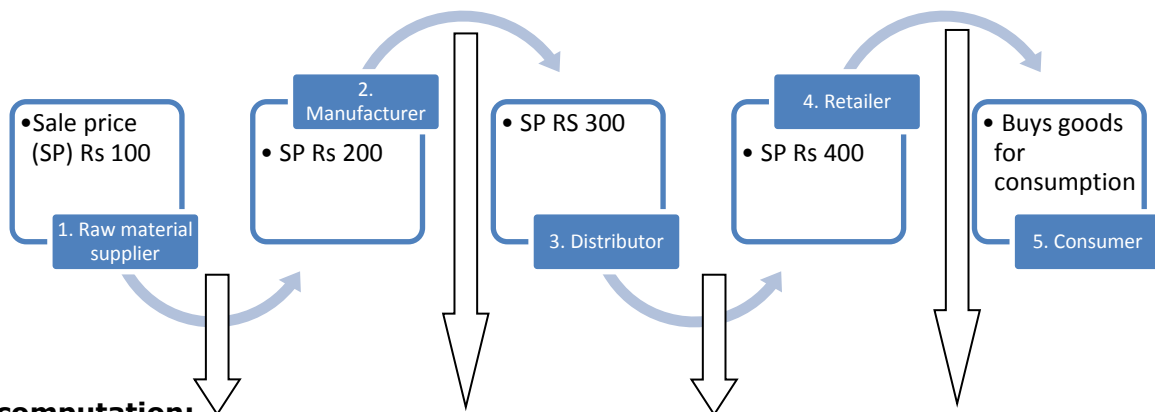 •Sale price
(SP) Rs 100
1. Raw material
supplier
2.
Manufacturer
• SP Rs 200
• SP RS 300
3. Distributor
4. Retailer
• SP Rs 400
• Buys goods
for
consumption
5. Consumer
computation: